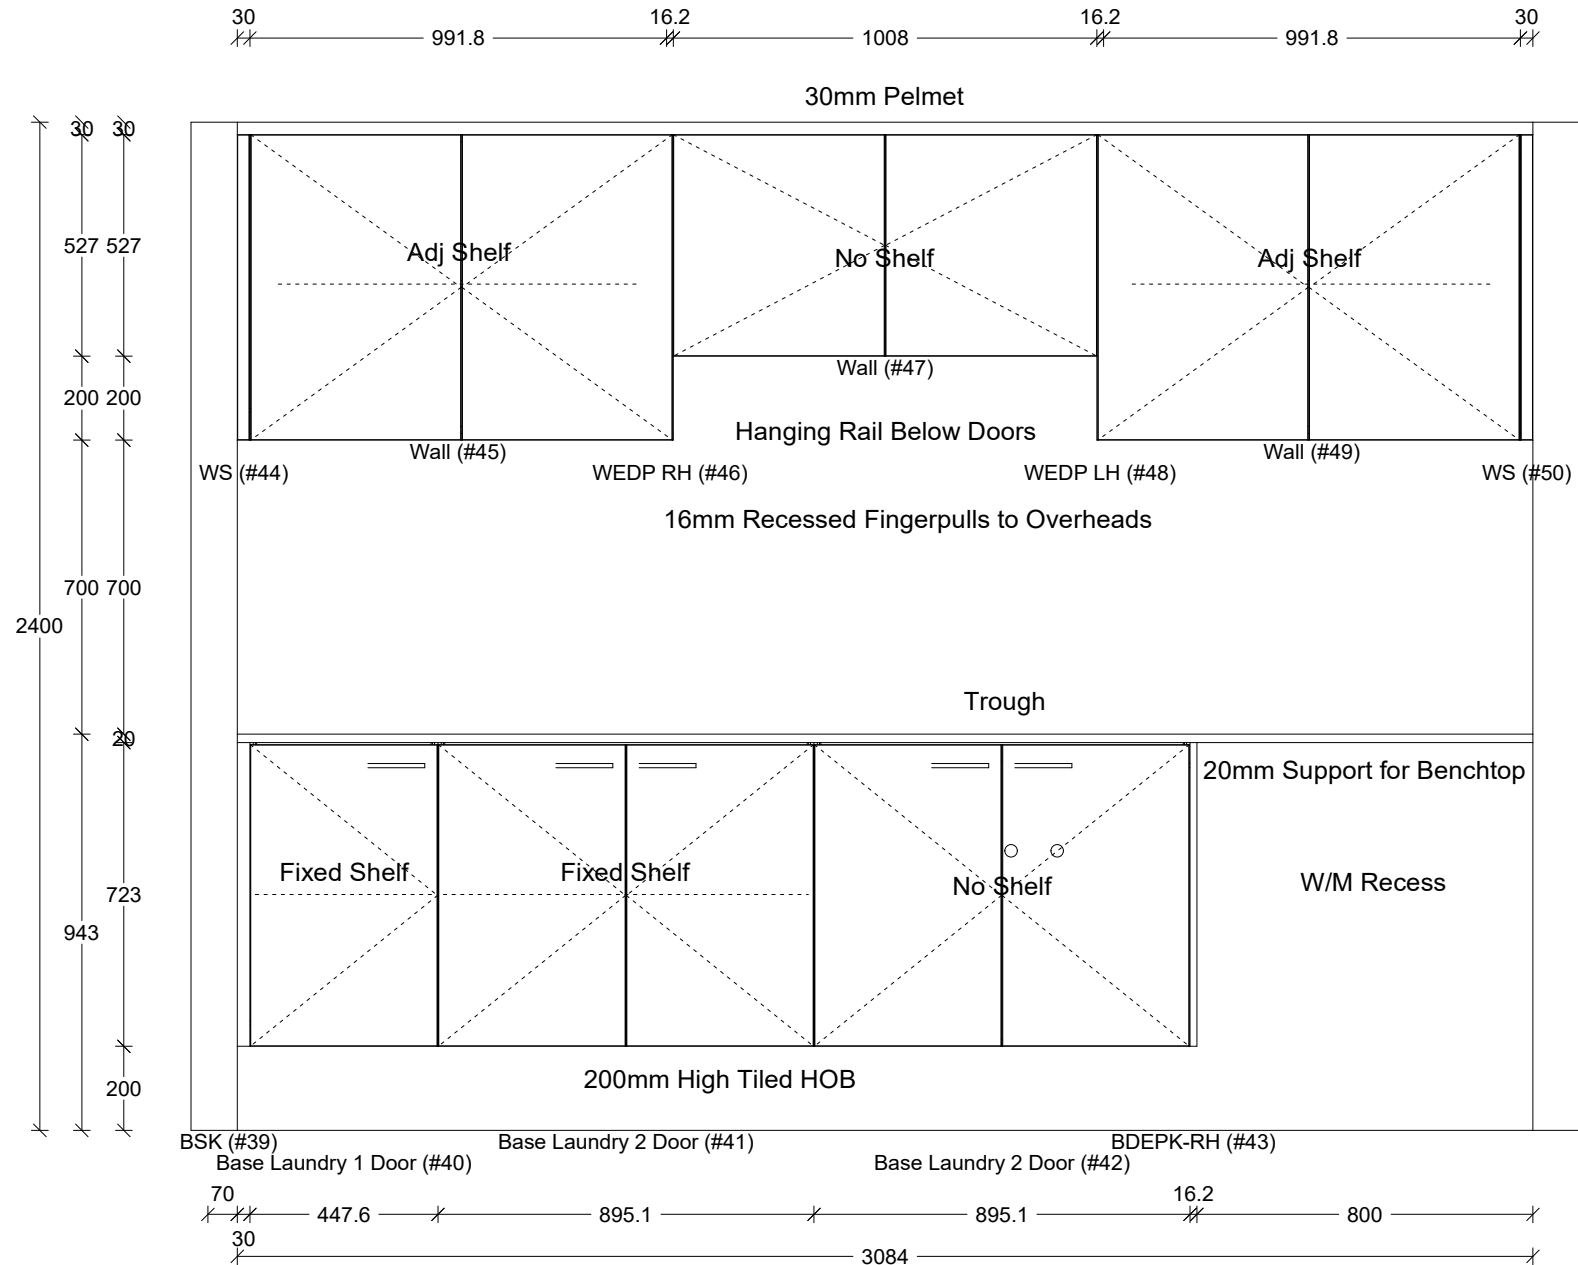 30 16.2 16.2 30
991.8 1008 991.8
30mm Pelmet
30 30
Adj Shelf No Shelf Adj Shelf
527 527
Wall (#47)
200 200
Hanging Rail Below Doors
Wall (#45) Wall (#49)
WS (#44) WEDP RH (#46) WEDP LH (#48) WS (#50)
16mm Recessed Fingerpulls to Overheads
700 700
2400
Trough
20
20mm Support for Benchtop
Fixed Shelf Fixed Shelf No Shelf W/M Recess
723
943
200mm High Tiled HOB
200
BSK (#39) Base Laundry 2 Door (#41) BDEPK-RH (#43)
Base Laundry 1 Door (#40) Base Laundry 2 Door (#42)
70 16.2
447.6 895.1 895.1 800
30
3084